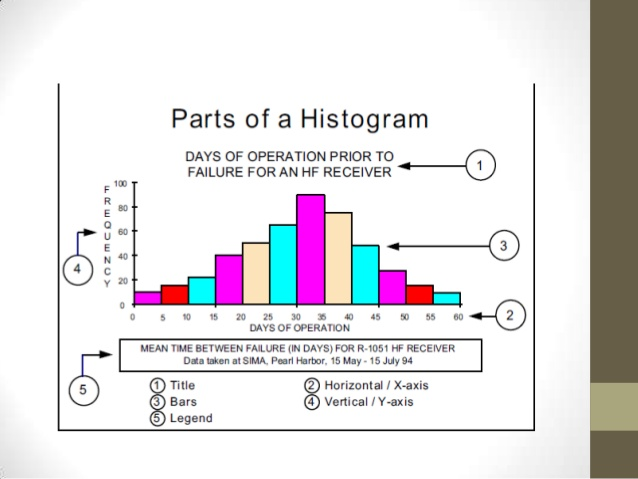 Parts of a Histogram
DAYS OF OPERATION PRIOR TO
FAILURE FOR AN HF RECEIVER
1
FREQUENCY
100
80
60
40
20
0
3
4
0 5 10 15 20 25 30 35 40 45 50 55 60
2
DAYS OF OPERATION
MEAN TIME BETWEEN FAILURE (IN DAYS) FOR R-1051 HF RECEIVER
Data taken at SIMA, Pearl Harbor, 15 May - 15 July 94
5
1 Title
2 Horizontal / X-axis
3 Bars
4 Vertical / Y-axis
5 Legend